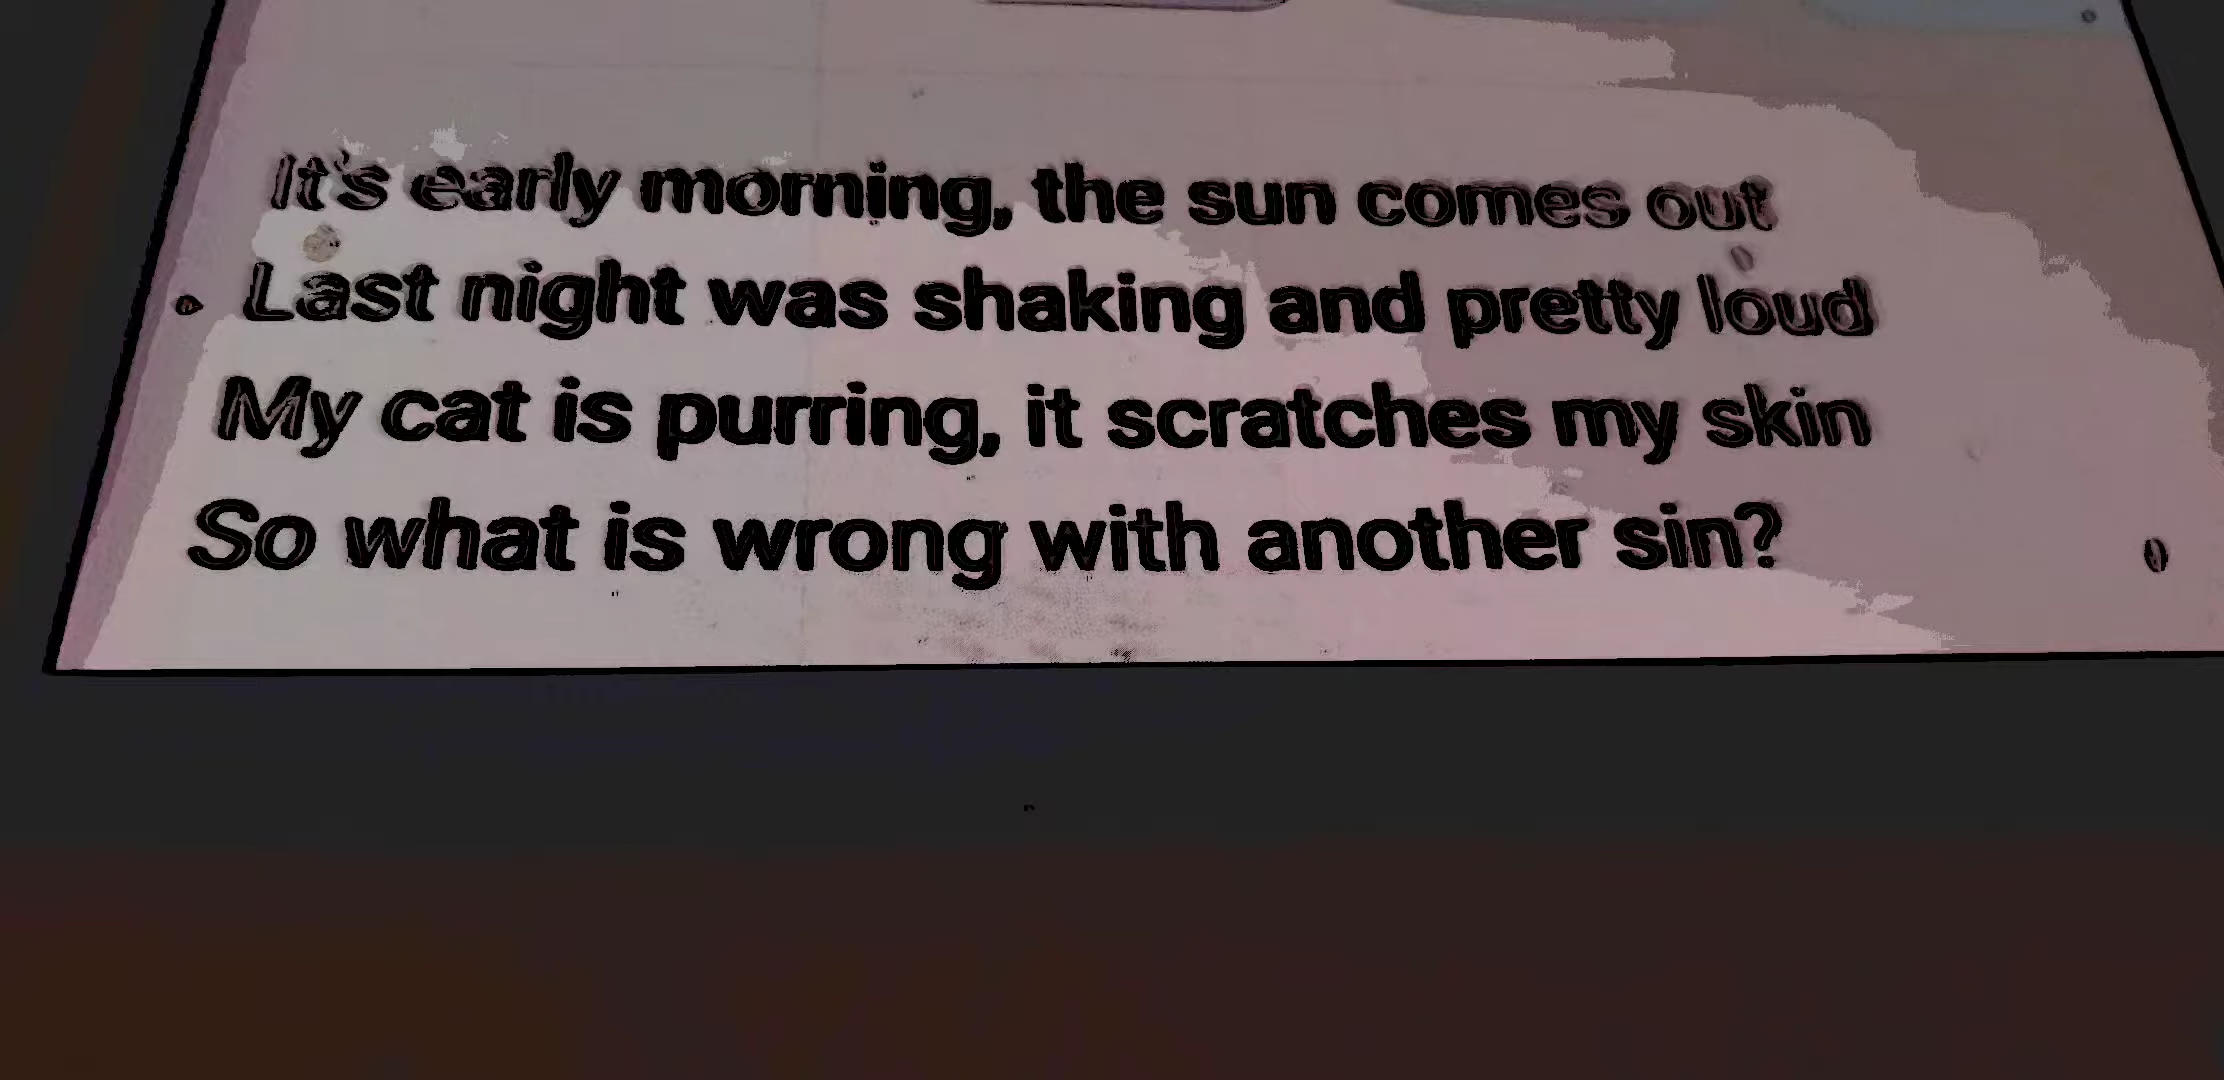 It's early morning, the sun comes out
Last night was shaking and pretty loud
My cat is purring, it scratches my skin
So what is wrong with another sin?